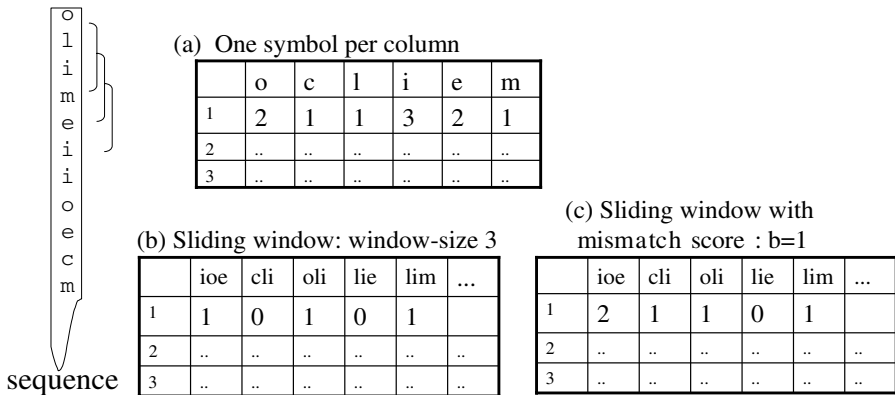 o
l
i
m
e
i
i
o
e
c
m
sequence
(a) One symbol per column
o c l i e m
1 2 1 1 3 2 1
2 .. .. .. .. .. ..
3 .. .. .. .. .. ..
(b) Sliding window: window-size 3
ioe cli oli lie lim ...
1 1 0 1 0 1
2 .. .. .. .. .. ..
3 .. .. .. .. .. ..
(c) Sliding window with
mismatch score : b=1
ioe cli oli lie lim ...
1 2 1 1 0 1
2 .. .. .. .. .. ..
3 .. .. .. .. .. ..